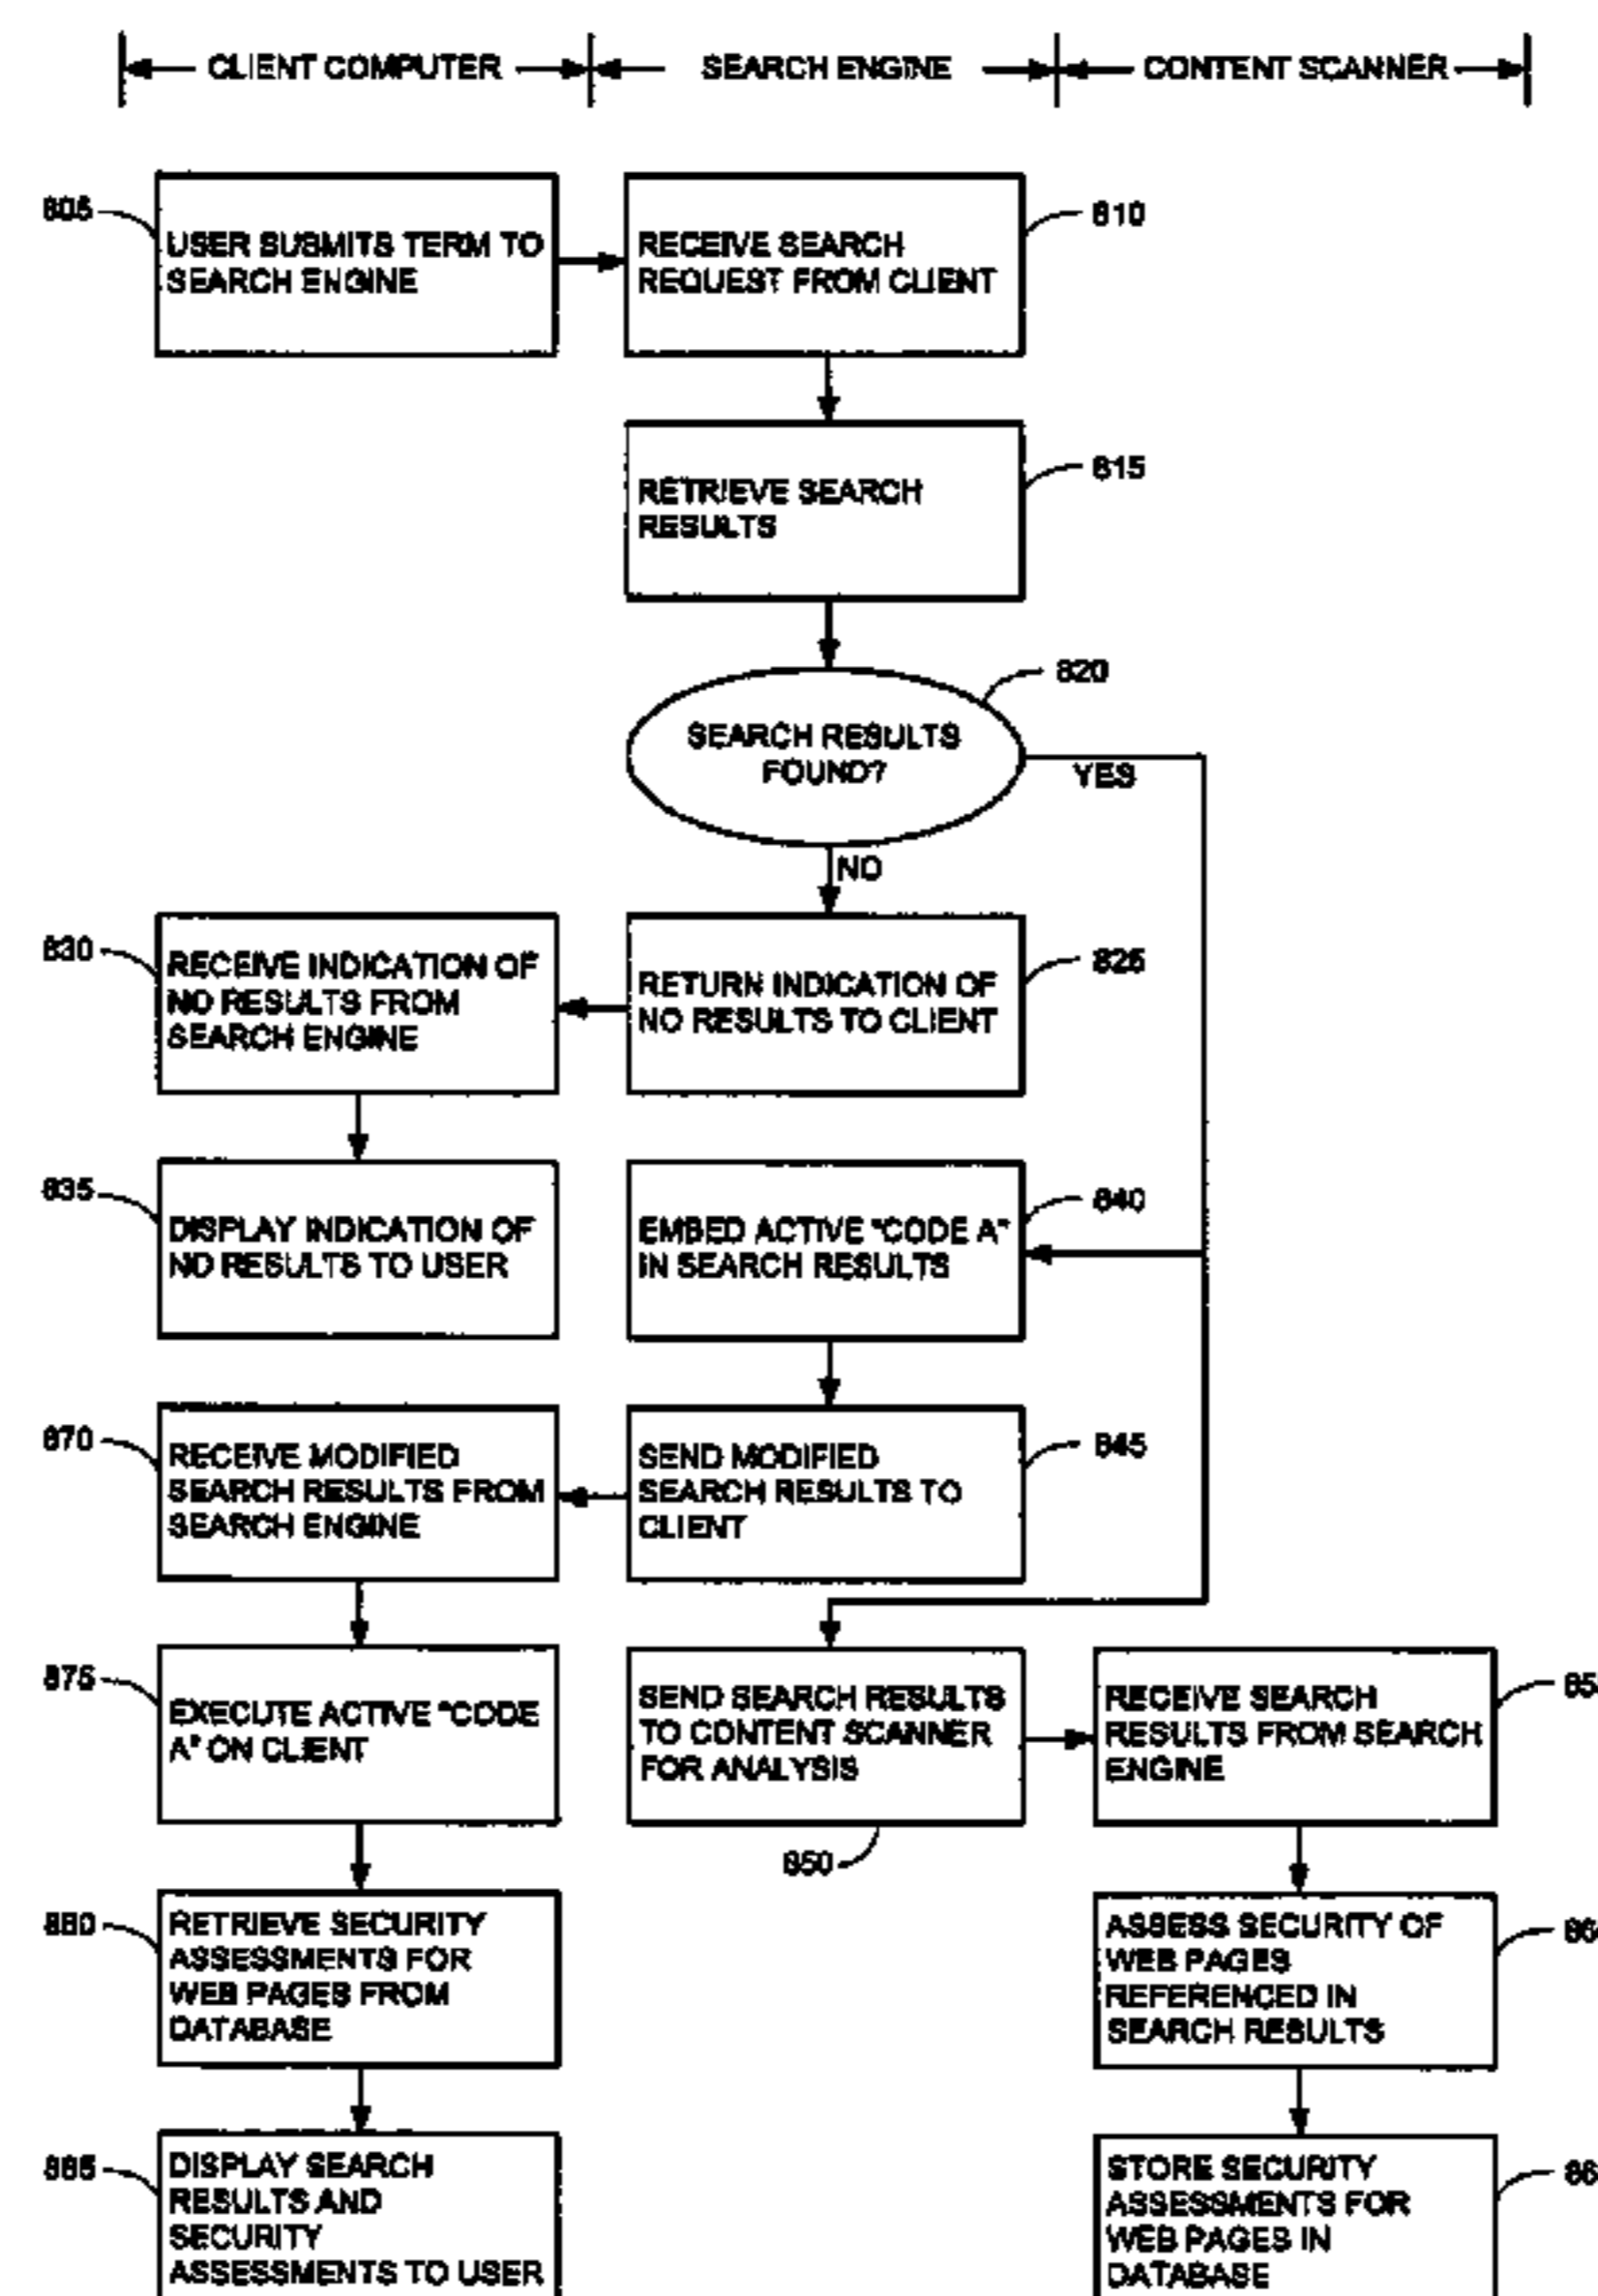 CLIENT COMPUTER
SEARCH ENGINE
CONTENT SCANNER
805
USER SUBMITS TERM TO
SEARCH ENGINE
810
RECEIVE SEARCH
REQUEST FROM CLIENT
815
RETRIEVE SEARCH
RESULTS
820
SEARCH RESULTS
FOUND?
YES
NO
830
RECEIVE INDICATION OF
NO RESULTS FROM
SEARCH ENGINE
825
RETURN INDICATION OF
NO RESULTS TO CLIENT
835
DISPLAY INDICATION OF
NO RESULTS TO USER
840
EMBED ACTIVE "CODE A"
IN SEARCH RESULTS
870
RECEIVE MODIFIED
SEARCH RESULTS FROM
SEARCH ENGINE
845
SEND MODIFIED
SEARCH RESULTS TO
CLIENT
875
EXECUTE ACTIVE "CODE
A" ON CLIENT
850
SEND SEARCH RESULTS
TO CONTENT SCANNER
FOR ANALYSIS
RECEIVE SEARCH
RESULTS FROM SEARCH
ENGINE
880
RETRIEVE SECURITY
ASSESSMENTS FOR
WEB PAGES FROM
DATABASE
ASSESS SECURITY OF
WEB PAGES
REFERENCED IN
SEARCH RESULTS
885
DISPLAY SEARCH
RESULTS AND
SECURITY
ASSESSMENTS TO USER
STORE SECURITY
ASSESSMENTS FOR
WEB PAGES IN
DATABASE